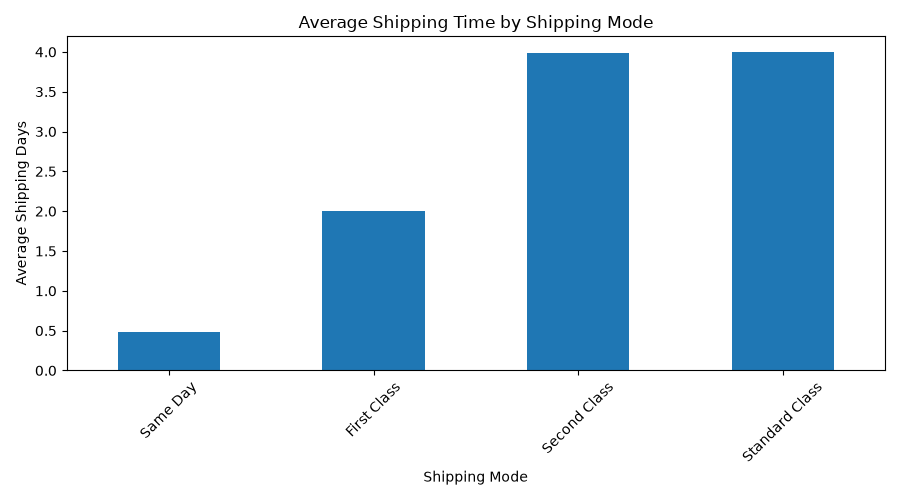 Average Shipping Time by Shipping Mode
Average Shipping Days
4.0
3.5
3.0
2.5
2.0
1.5
1.0
0.5
0.0
Same Day
First Class
Second Class
Standard Class
Shipping Mode